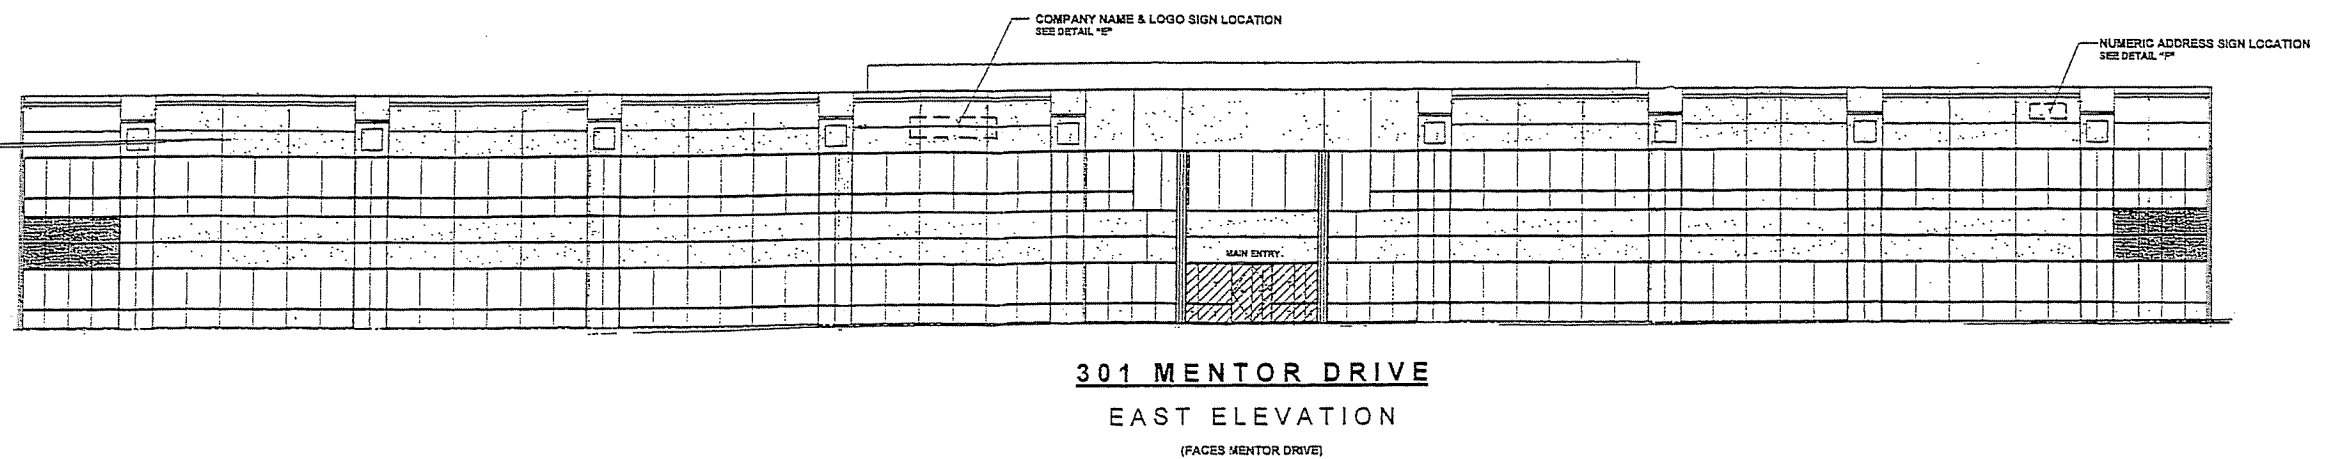 COMPANY NAME & LOGO SIGN LOCATION
SEE DETAIL "E"
NUMERIC ADDRESS SIGN LOCATION
SEE DETAIL "F"
MAIN ENTRY
301 MENTOR DRIVE
EAST ELEVATION
(FACES MENTOR DRIVE)